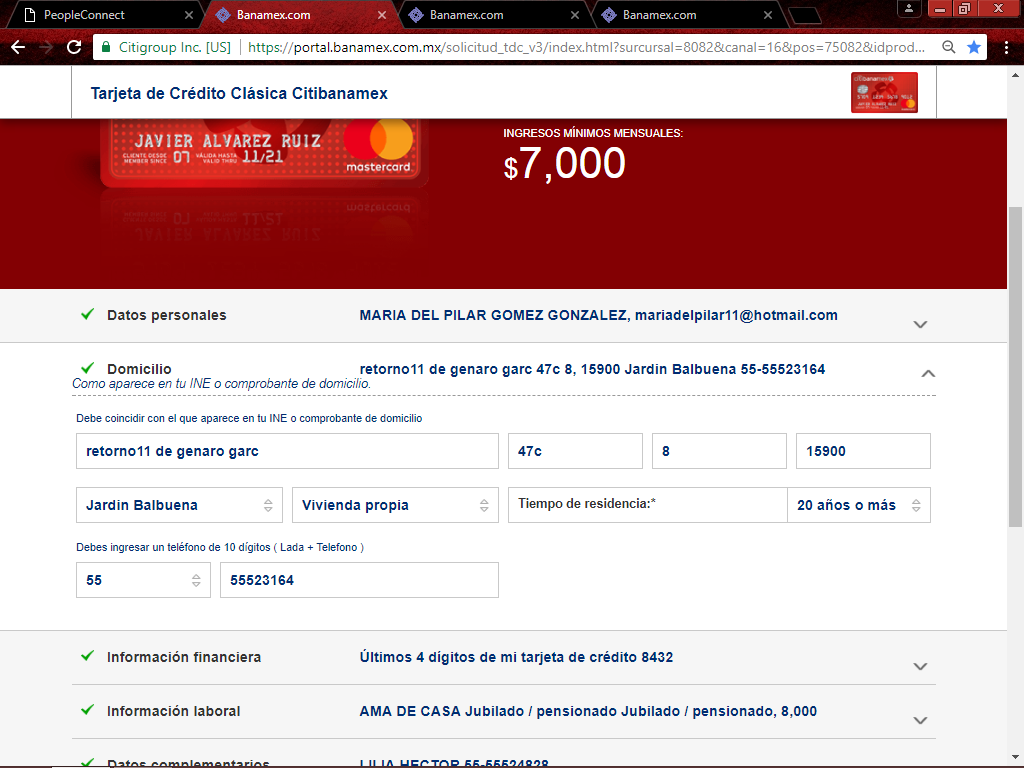 PeopleConnect
Banamex.com
Banamex.com
Banamex.com
Citigroup Inc. [US]
https://portal.banamex.com.mx/solicitud_tdc_v3/index.html?surcursal=8082&canal=16&pos=75082&idprod...
Tarjeta de Crédito Clásica Citibanamex
JAVIER ALVAREZ RUIZ
CLIENTE DESDE
MEMBER SINCE
07
VÁLIDA HASTA
VALID THRU
11/21
mastercard
INGRESOS MÍNIMOS MENSUALES:
$7,000
Datos personales
MARIA DEL PILAR GOMEZ GONZALEZ, mariadelpilar11@hotmail.com
Domicilio
retorno11 de genaro garc 47c 8, 15900 Jardin Balbuena 55-55523164
Como aparece en tu INE o comprobante de domicilio.
Debe coincidir con el que aparece en tu INE o comprobante de domicilio
retorno11 de genaro garc
47c
8
15900
Jardin Balbuena
Vivienda propia
Tiempo de residencia:*
20 años o más
Debes ingresar un teléfono de 10 dígitos ( Lada + Telefono )
55
55523164
Información financiera
Últimos 4 dígitos de mi tarjeta de crédito 8432
Información laboral
AMA DE CASA Jubilado / pensionado Jubilado / pensionado, 8,000
Datos complementarios
LILIA HECTOR 55-55524828